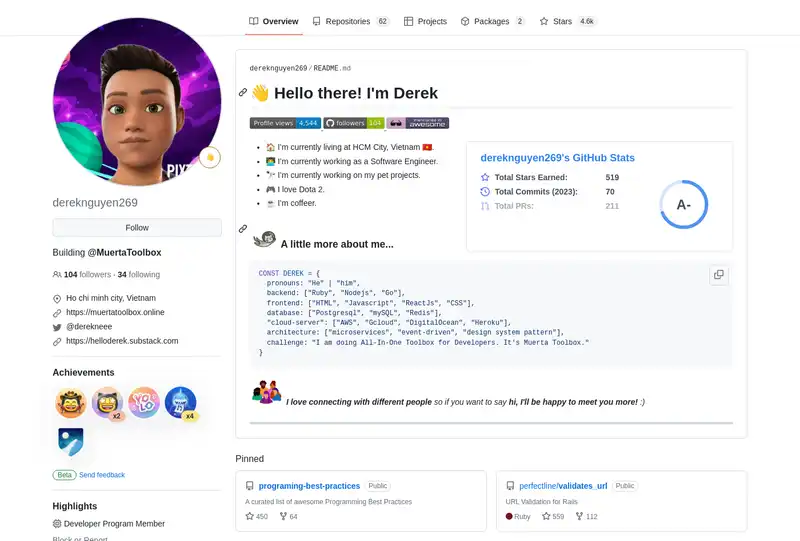 Overview
Repositories 62
Projects
Packages 2
Stars 4.6k
PIX
dereknguyen269
Follow
Building @MuertaToolbox
104 followers · 34 following
Ho chi minh city, Vietnam
https://muertatoolbox.online
@derekneee
https://helloderek.substack.com
Achievements
x2
YOLO
x4
Beta Send feedback
Highlights
Developer Program Member
Block or Report
dereknguyen269 / README.md
👋 Hello there! I'm Derek
Profile views 4,544 followers 104 awesome
🏠 I'm currently living at HCM City, Vietnam 🇻🇳.
👨‍💻 I'm currently working as a Software Engineer.
🔭 I'm currently working on my pet projects.
🎮 I love Dota 2.
☕ I'm coffeer.
dereknguyen269's GitHub Stats
Total Stars Earned: 519
Total Commits (2023): 70
Total PRs: 211
A-
A little more about me...
CONST DEREK = {
pronouns: "He" | "him",
backend: ["Ruby", "Nodejs", "Go"],
frontend: ["HTML", "Javascript", "ReactJs", "CSS"],
database: ["Postgresql", "mySQL", "Redis"],
"cloud-server": ["AWS", "Gcloud", "DigitalOcean", "Heroku"],
architecture: ["microservices", "event-driven", "design system pattern"],
challenge: "I am doing All-In-One Toolbox for Developers. It's Muerta Toolbox."
}
I love connecting with different people so if you want to say hi, I'll be happy to meet you more! :)
Pinned
programing-best-practices Public
A curated list of awesome Programming Best Practices
450 64
perfectline/validates_url Public
URL Validation for Rails
Ruby 559 112